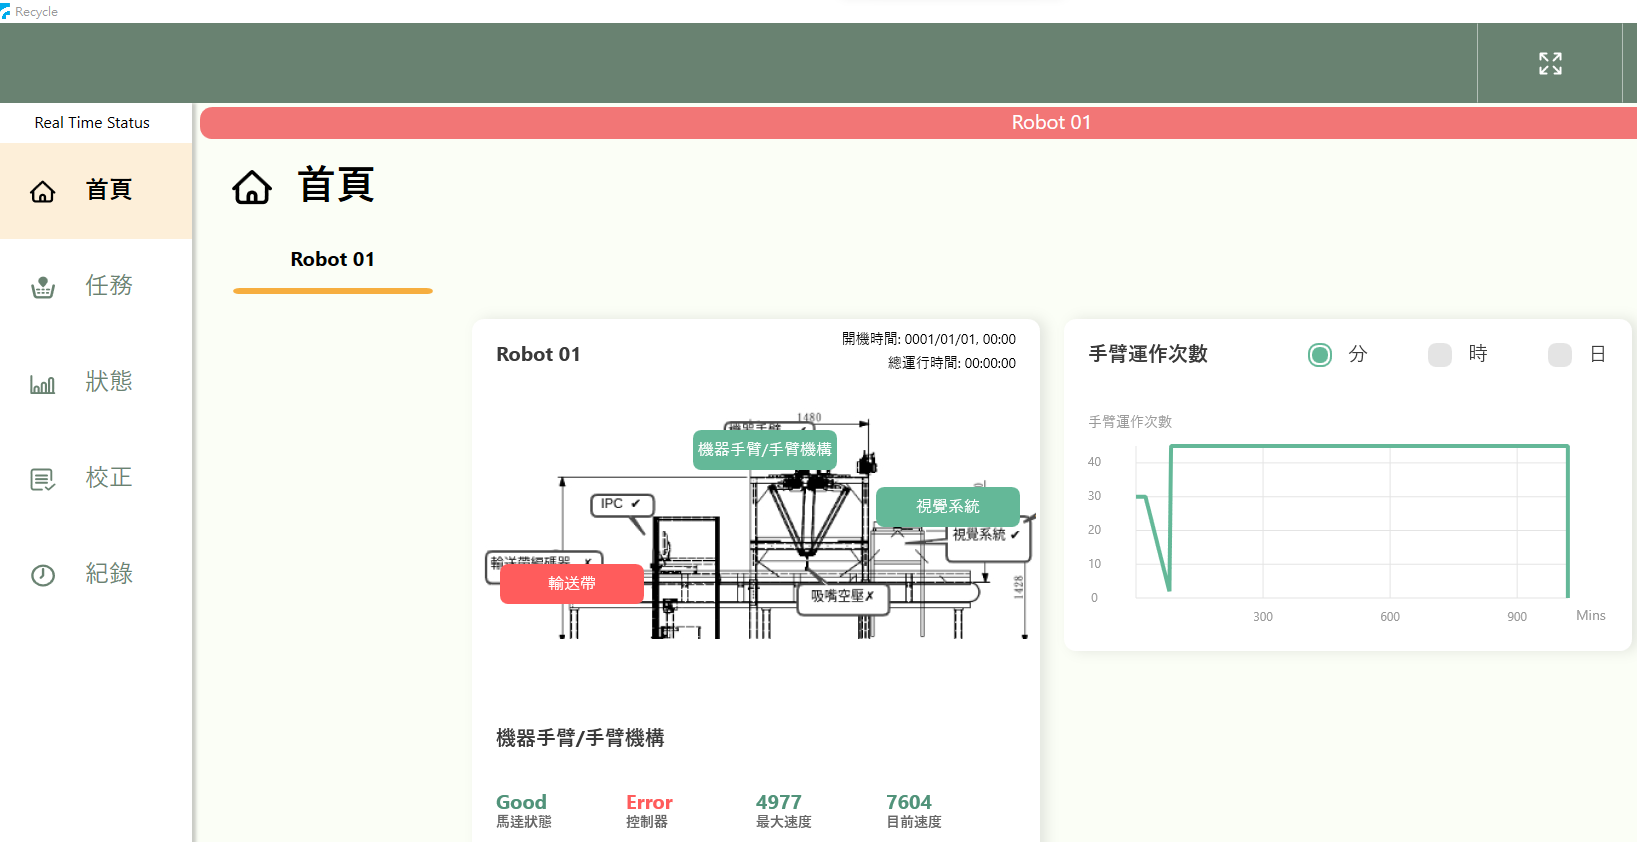 Recycle
Real Time Status
Robot 01
首頁
任務
狀態
校正
紀錄
首頁
Robot 01
Robot 01
開機時間: 0001/01/01, 00:00
總運行時間: 00:00:00
1480
機器手臂/手臂機構
IPC ✔
視覺系統
視覺系統 ✔
輸送帶
吸嘴空壓✗
1428
機器手臂/手臂機構
Good
馬達狀態
Error
控制器
4977
最大速度
7604
目前速度
手臂運作次數
分
時
日
手臂運作次數
40
30
20
10
0
300
600
900
Mins